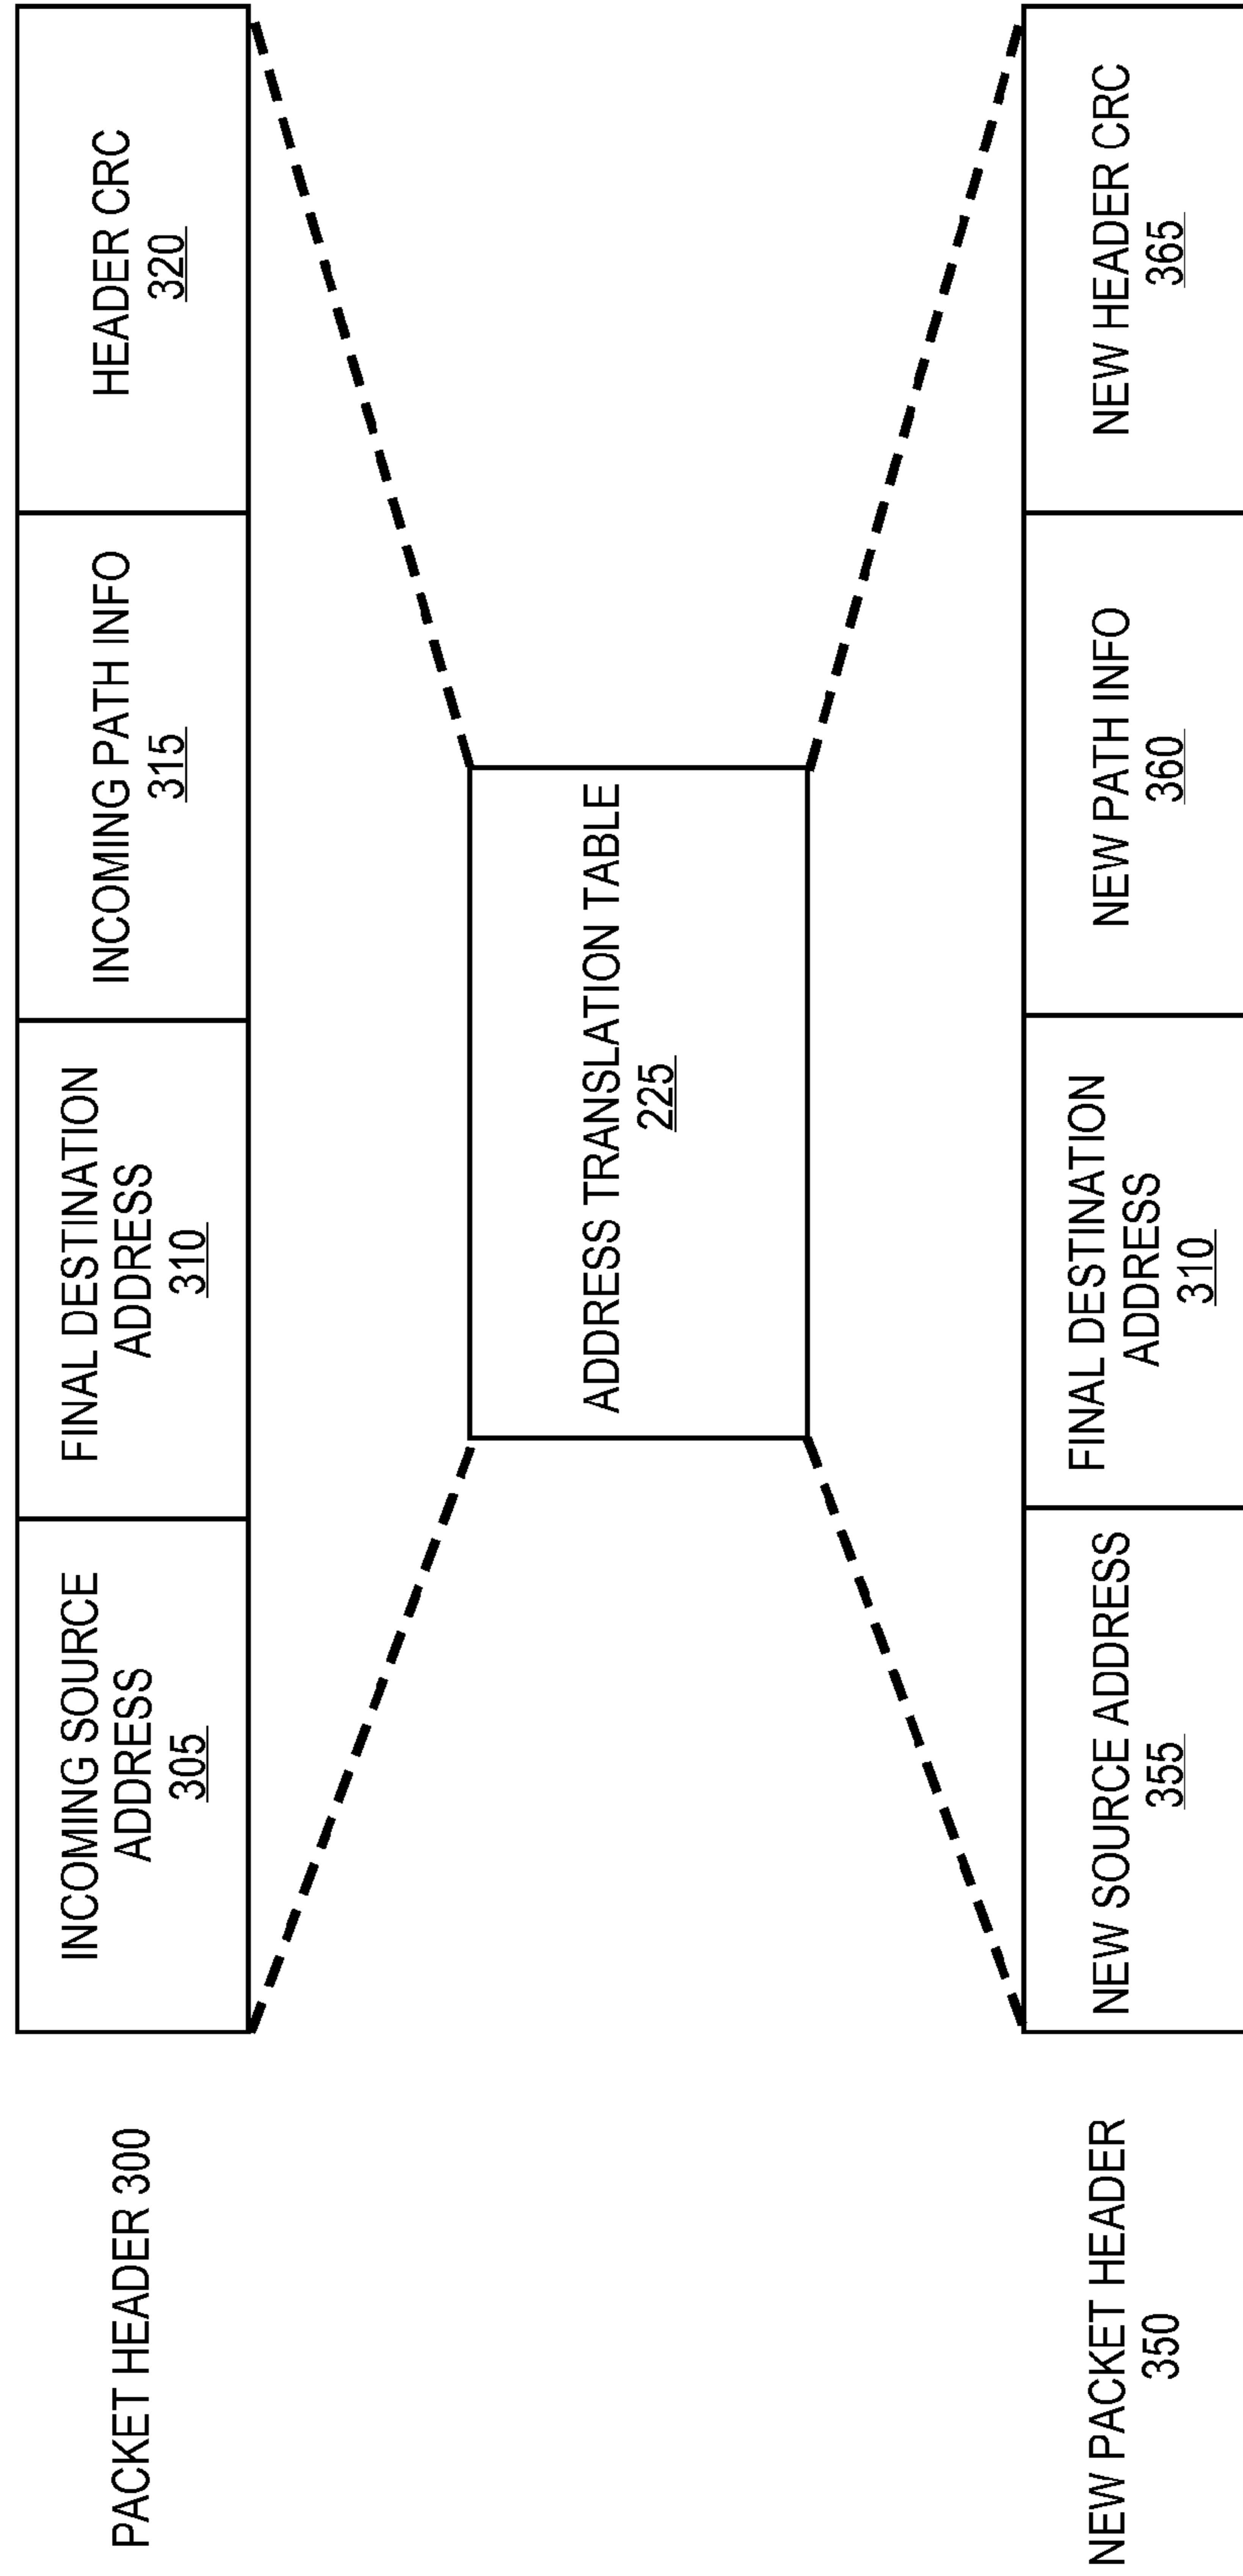 PACKET HEADER 300
INCOMING SOURCE
ADDRESS
305
FINAL DESTINATION
ADDRESS
310
INCOMING PATH INFO
315
HEADER CRC
320
ADDRESS TRANSLATION TABLE
225
NEW PACKET HEADER
350
NEW SOURCE ADDRESS
355
FINAL DESTINATION
ADDRESS
310
NEW PATH INFO
360
NEW HEADER CRC
365